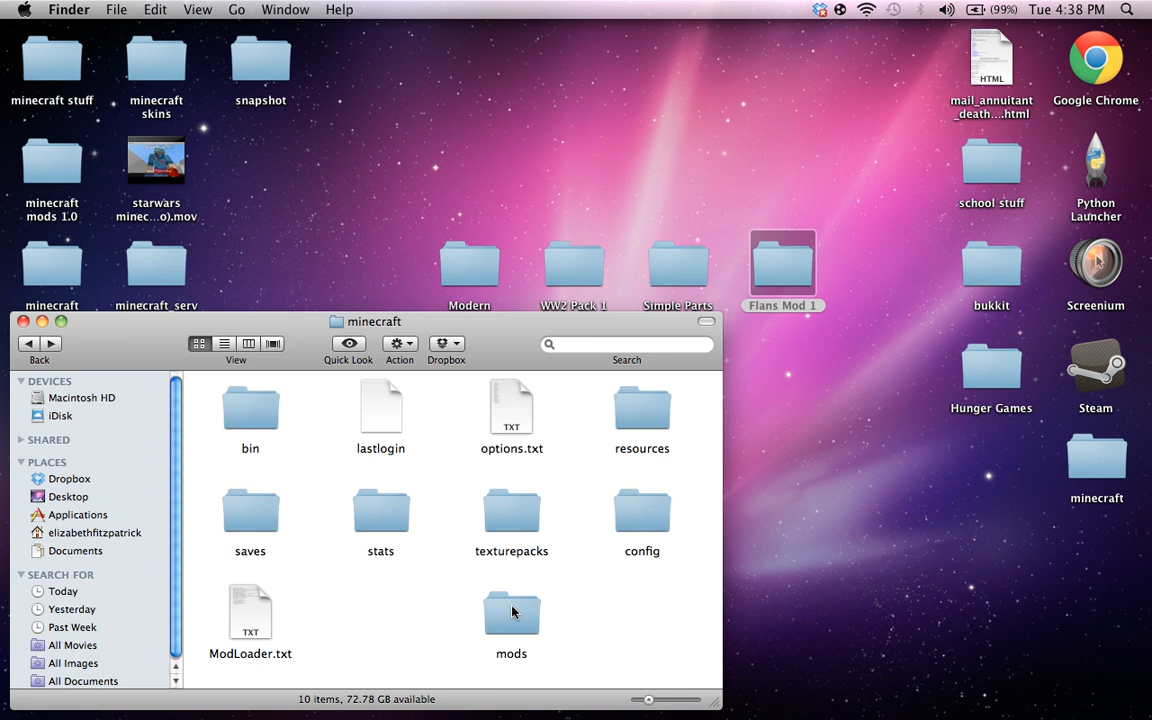 Finder File Edit View Go Window Help (99%) Tue 4:38 PM
minecraft stuff
minecraft
skins
snapshot
HTML
mail_annuitant
_death....html
Google Chrome
minecraft
mods 1.0
starwars
minec...o).mov
school stuff
Python
Launcher
minecraft
minecraft_serv
Modern
WW2 Pack 1
Simple Parts
Flans Mod 1
bukkit
Screenium
Hunger Games
Steam
minecraft
minecraft
Back
View
Quick Look
Action
Dropbox
Search
DEVICES
Macintosh HD
iDisk
SHARED
PLACES
Dropbox
Desktop
Applications
elizabethfitzpatrick
Documents
SEARCH FOR
Today
Yesterday
Past Week
All Movies
All Images
All Documents
bin
lastlogin
TXT
options.txt
resources
saves
stats
texturepacks
config
TXT
ModLoader.txt
mods
10 items, 72.78 GB available